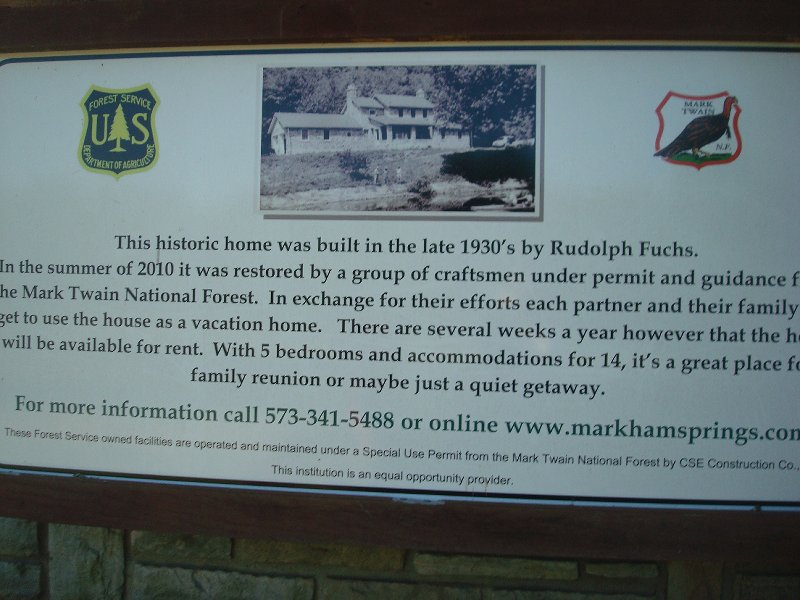 FOREST SERVICE
US
DEPARTMENT OF AGRICULTURE
MARK
TWAIN
N.F.
This historic home was built in the late 1930's by Rudolph Fuchs.
In the summer of 2010 it was restored by a group of craftsmen under permit and guidance f
he Mark Twain National Forest. In exchange for their efforts each partner and their family
get to use the house as a vacation home. There are several weeks a year however that the h
will be available for rent. With 5 bedrooms and accommodations for 14, it's a great place fo
family reunion or maybe just a quiet getaway.
For more information call 573-341-5488 or online www.markhamsprings.com
These Forest Service owned facilities are operated and maintained under a Special Use Permit from the Mark Twain National Forest by CSE Construction Co.,
This institution is an equal opportunity provider.